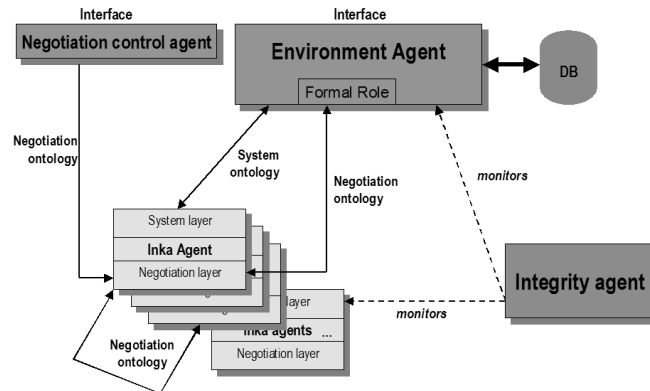 Interface
Interface
Negotiation control agent
Environment Agent
Formal Role
DB
Negotiation
ontology
System
ontology
Negotiation
ontology
monitors
System layer
Inka Agent
Negotiation layer
Integrity agent
layer
monitors
Inka agents ...
Negotiation layer
Negotiation
ontology